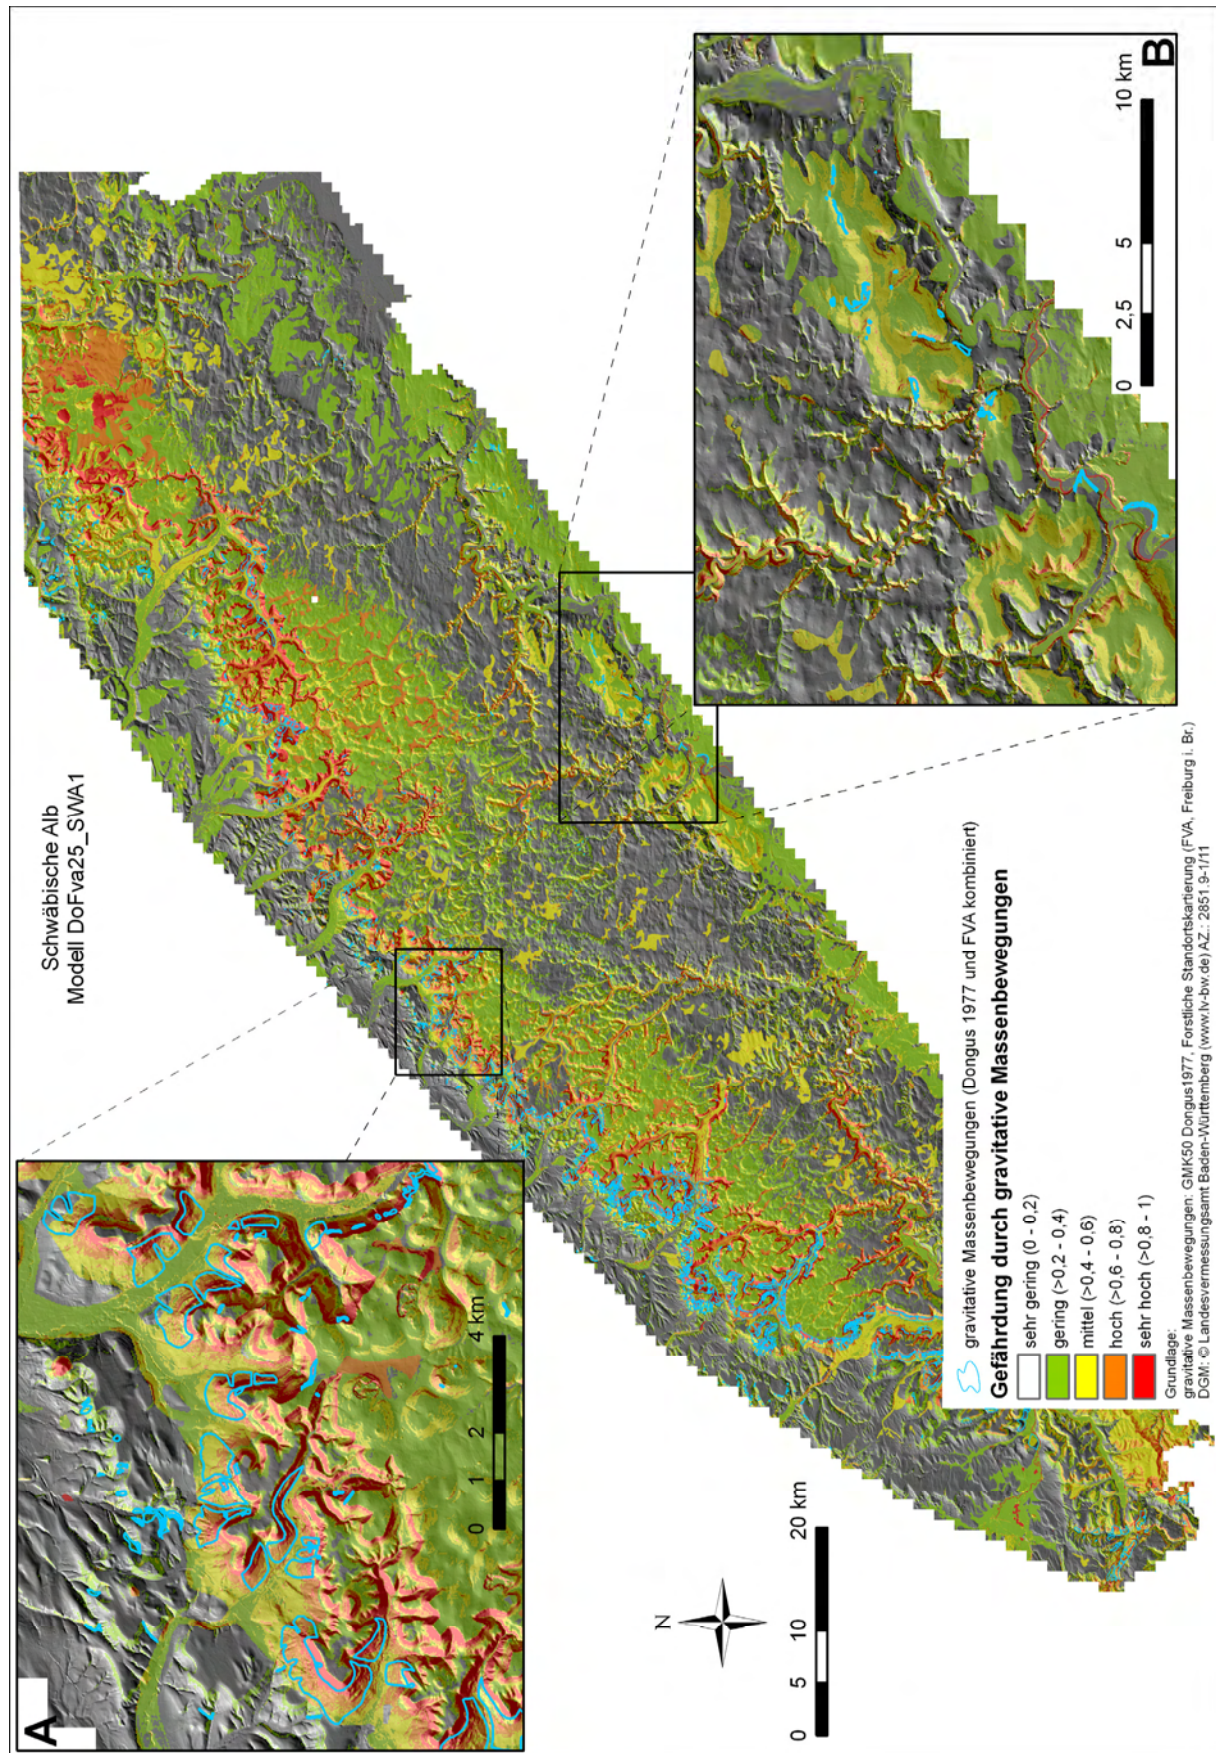 Schwäbische Alb
Modell DoFva25_SWA1
A
0 1 2 4 km
B
0 2,5 5 10 km
N
0 5 10 20 km
gravitative Massenbewegungen (Dongus 1977 und FVA kombiniert)
Gefährdung durch gravitative Massenbewegungen
sehr gering (0 - 0,2)
gering (>0,2 - 0,4)
mittel (>0,4 - 0,6)
hoch (>0,6 - 0,8)
sehr hoch (>0,8 - 1)
Grundlage:
gravitative Massenbewegungen: GMK50 Dongus1977, Forstliche Standortskartierung (FVA, Freiburg i. Br.)
DGM: © Landesvermessungsamt Baden-Württemberg (www.lv-bw.de) AZ.: 2851.9-1/11